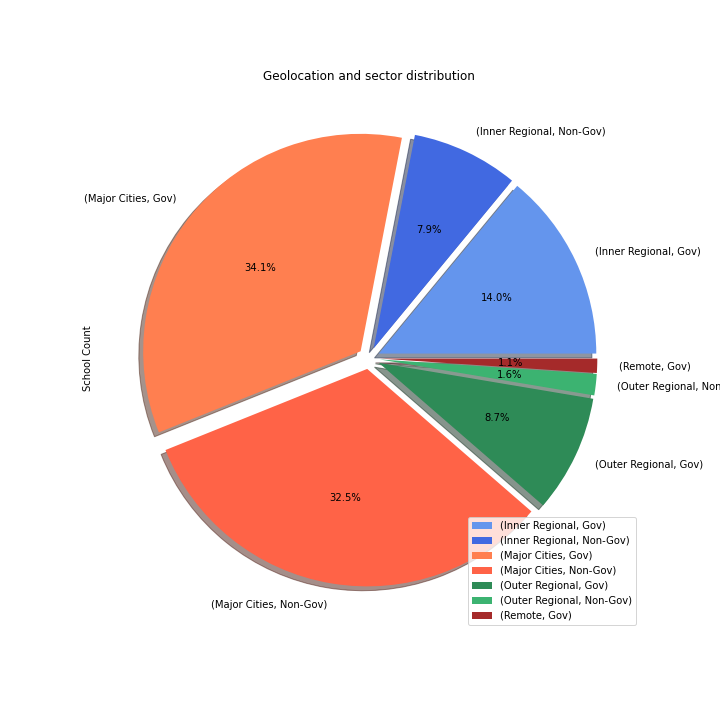 Geolocation and sector distribution
(Inner Regional, Non-Gov)
(Major Cities, Gov)
7.9%
(Inner Regional, Gov)
34.1%
14.0%
School Count
1.1%
(Remote, Gov)
1.6%
(Outer Regional, Non
8.7%
(Outer Regional, Gov)
32.5%
(Major Cities, Non-Gov)
(Inner Regional, Gov)
(Inner Regional, Non-Gov)
(Major Cities, Gov)
(Major Cities, Non-Gov)
(Outer Regional, Gov)
(Outer Regional, Non-Gov)
(Remote, Gov)